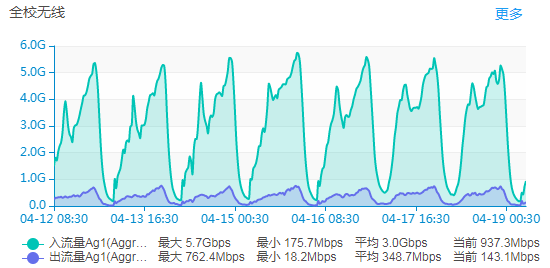 全校无线 更多
6.0G
5.0G
4.0G
3.0G
2.0G
1.0G
0.0
04-12 08:30 04-13 16:30 04-15 00:30 04-16 08:30 04-17 16:30 04-19 00:30
入流量Ag1(Aggr... 最大 5.7Gbps 最小 175.7Mbps 平均 3.0Gbps 当前 937.3Mbps
出流量Ag1(Aggr... 最大 762.4Mbps 最小 18.2Mbps 平均 348.7Mbps 当前 143.1Mbps